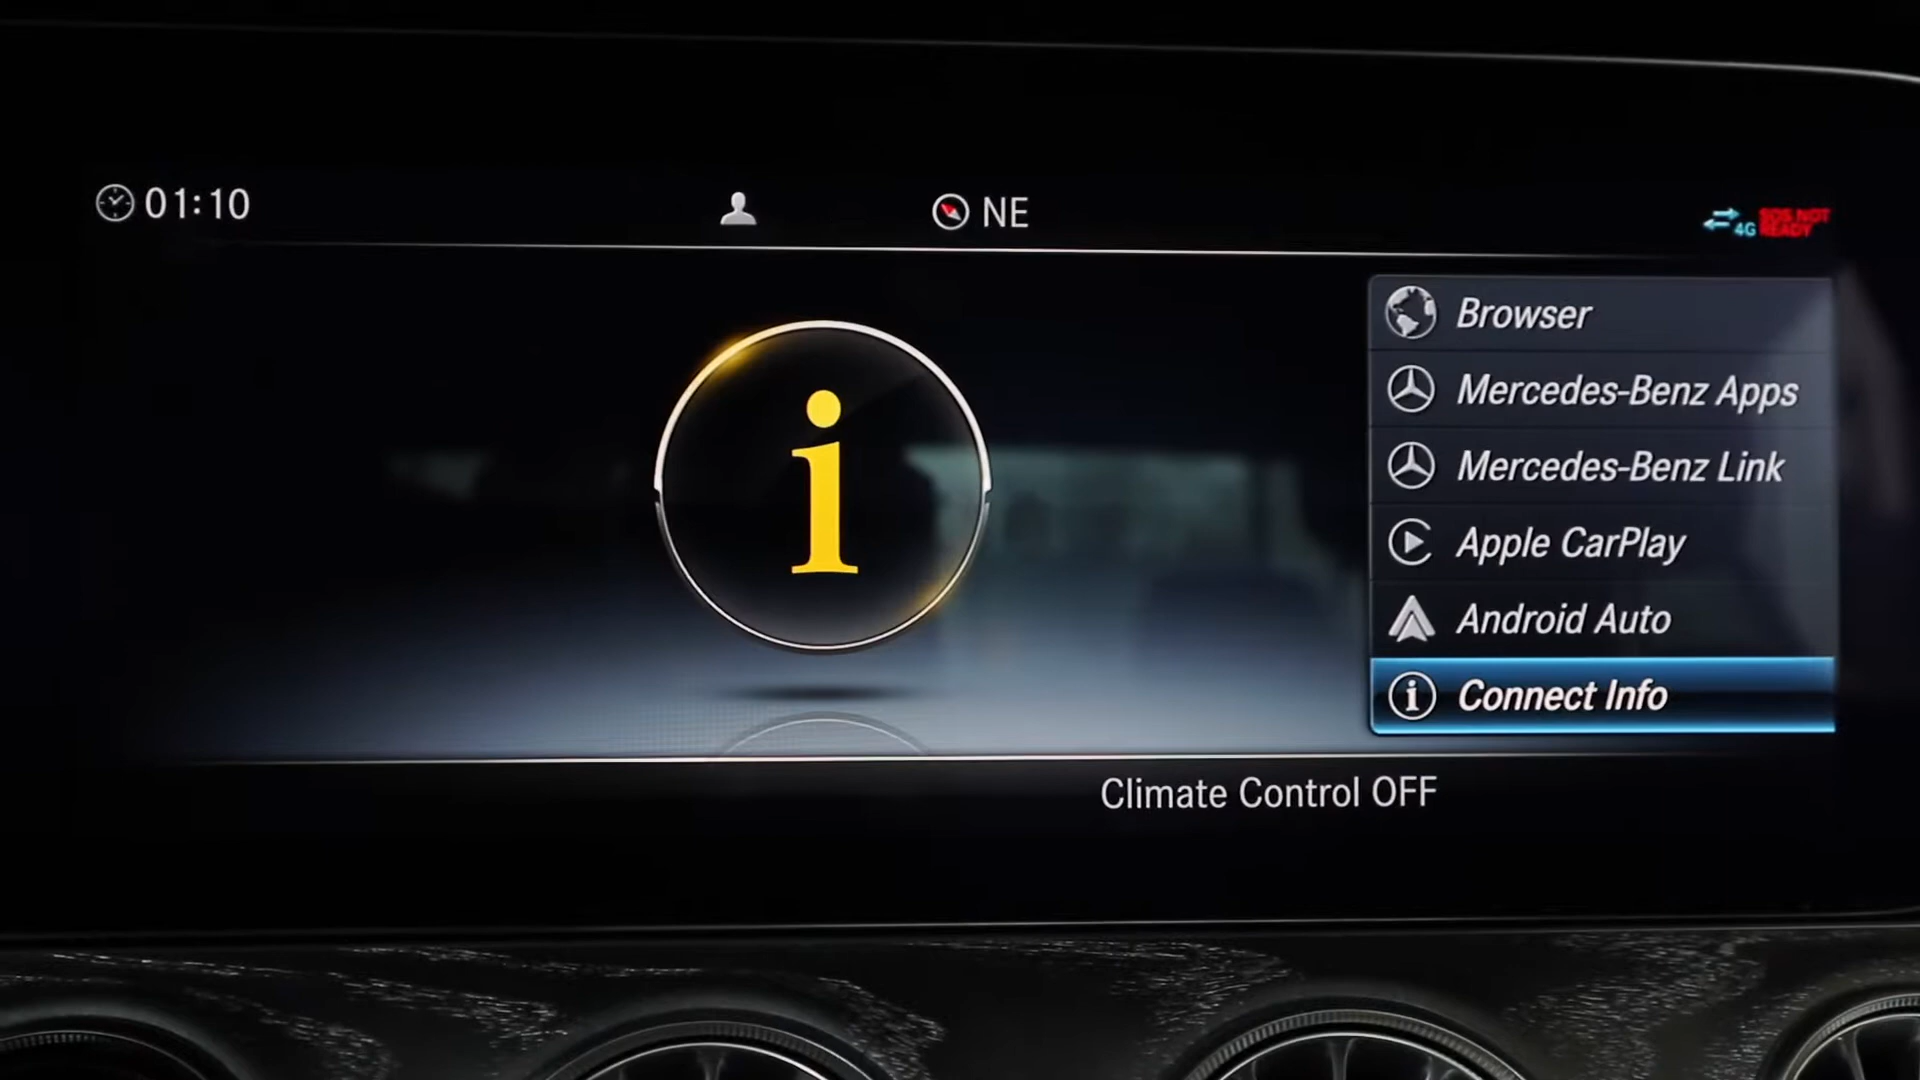 01:10
NE
4G
SOS NOT
READY
Browser
Mercedes-Benz Apps
Mercedes-Benz Link
Apple CarPlay
Android Auto
Connect Info
Climate Control OFF